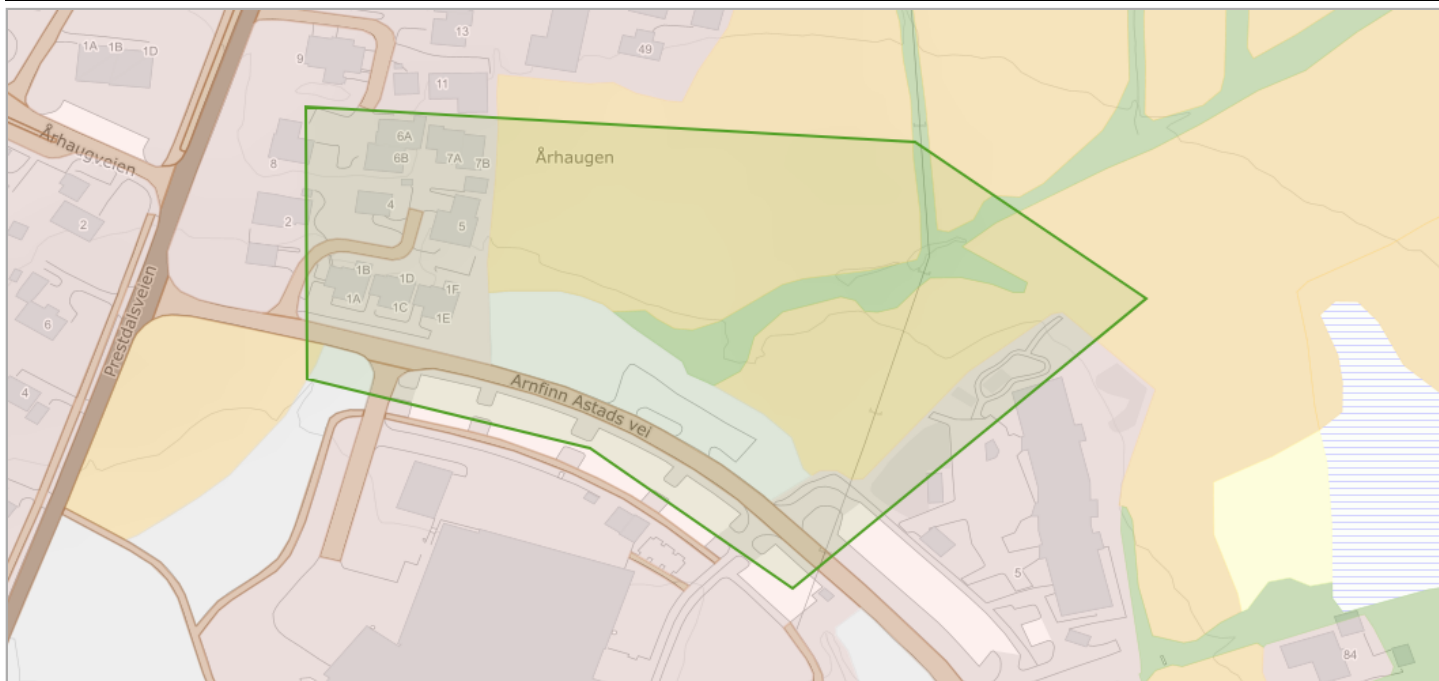 1A 1B 1D
13
49
9
11
Århaugveien
6A
7A
7B
6B
8
Århaugen
4
2
2
5
1B
1D
1F
1A
1C
1E
6
Prestdalsveien
4
Arnfinn Astads vei
5
84